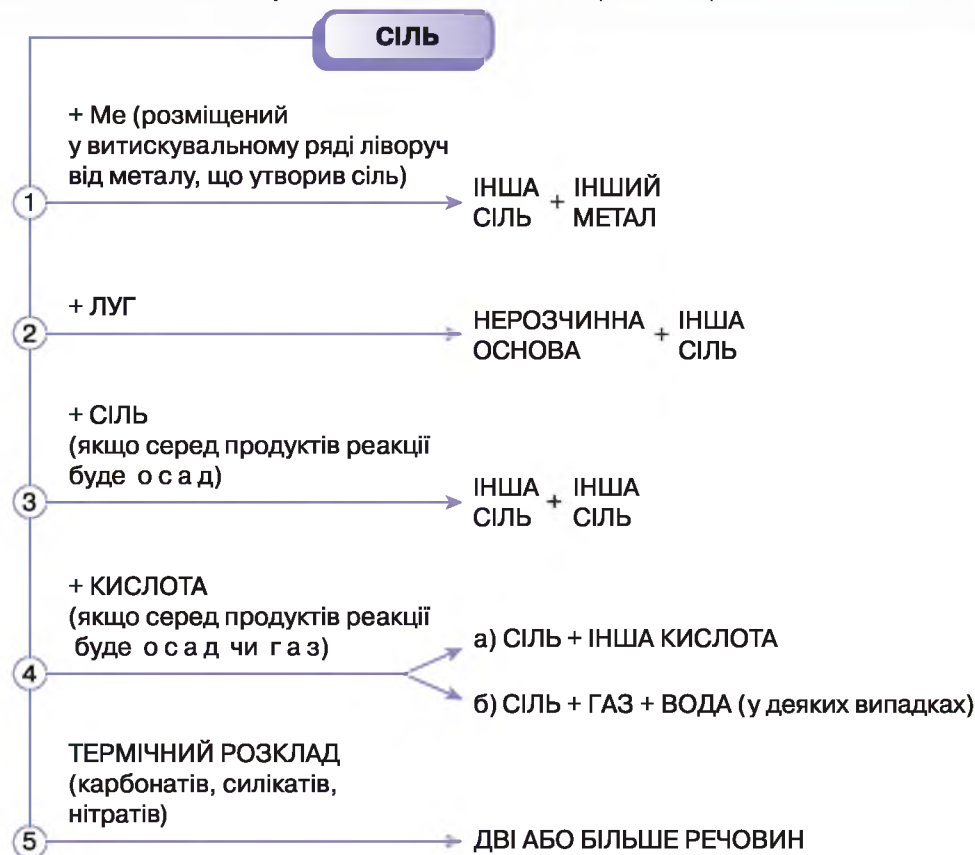 СІЛЬ
+ Ме (розміщений
у витискувальному ряді ліворуч
від металу, що утворив сіль)
1
ІНША + ІНШИЙ
СІЛЬ МЕТАЛ
+ ЛУГ
2
НЕРОЗЧИННА + ІНША
ОСНОВА СІЛЬ
+ СІЛЬ
(якщо серед продуктів реакції
буде о с а д)
3
ІНША + ІНША
СІЛЬ СІЛЬ
+ КИСЛОТА
(якщо серед продуктів реакції
буде о с а д чи г а з)
4
а) СІЛЬ + ІНША КИСЛОТА
б) СІЛЬ + ГАЗ + ВОДА (у деяких випадках)
ТЕРМІЧНИЙ РОЗКЛАД
(карбонатів, силікатів,
нітратів)
5
ДВІ АБО БІЛЬШЕ РЕЧОВИН